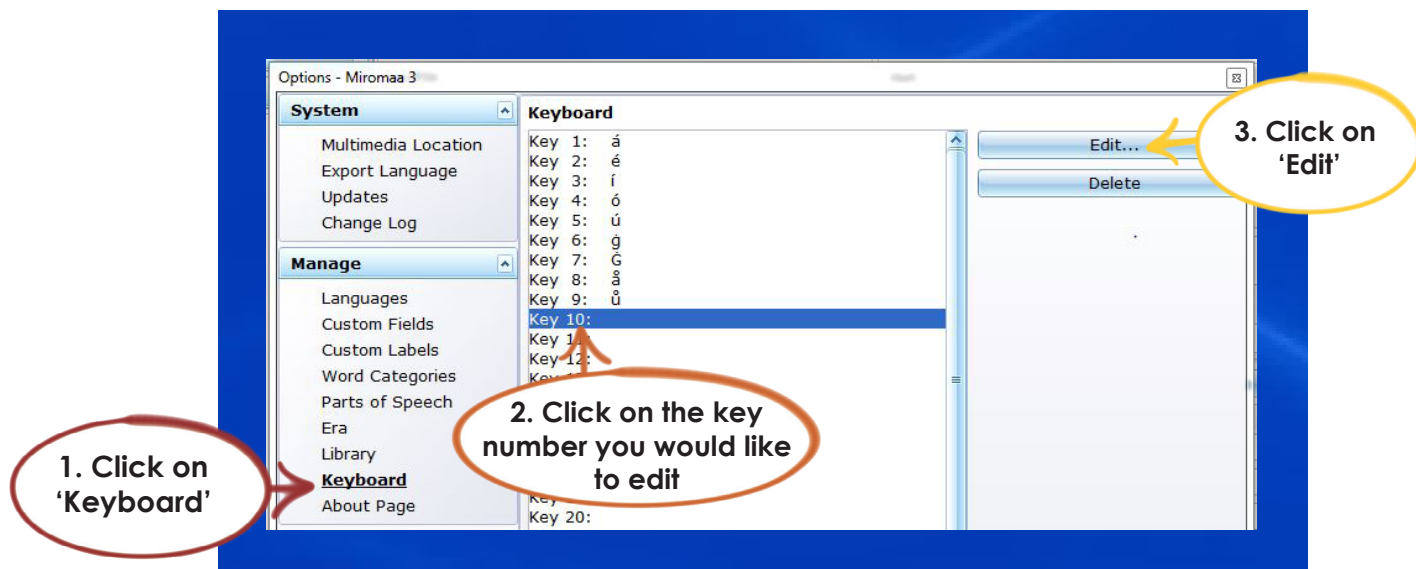 Options - Miromaa 3
System
Multimedia Location
Export Language
Updates
Change Log
Manage
Languages
Custom Fields
Custom Labels
Word Categories
Parts of Speech
Era
Library
Keyboard
About Page
Keyboard
Key 1: á
Key 2: é
Key 3: í
Key 4: ó
Key 5: ú
Key 6: ġ
Key 7: Ġ
Key 8: å
Key 9: ů
Key 10:
Key 11:
Key 12:
Key
Key 20:
Edit...
Delete
1. Click on
‘Keyboard’
2. Click on the key
number you would like
to edit
3. Click on
‘Edit’